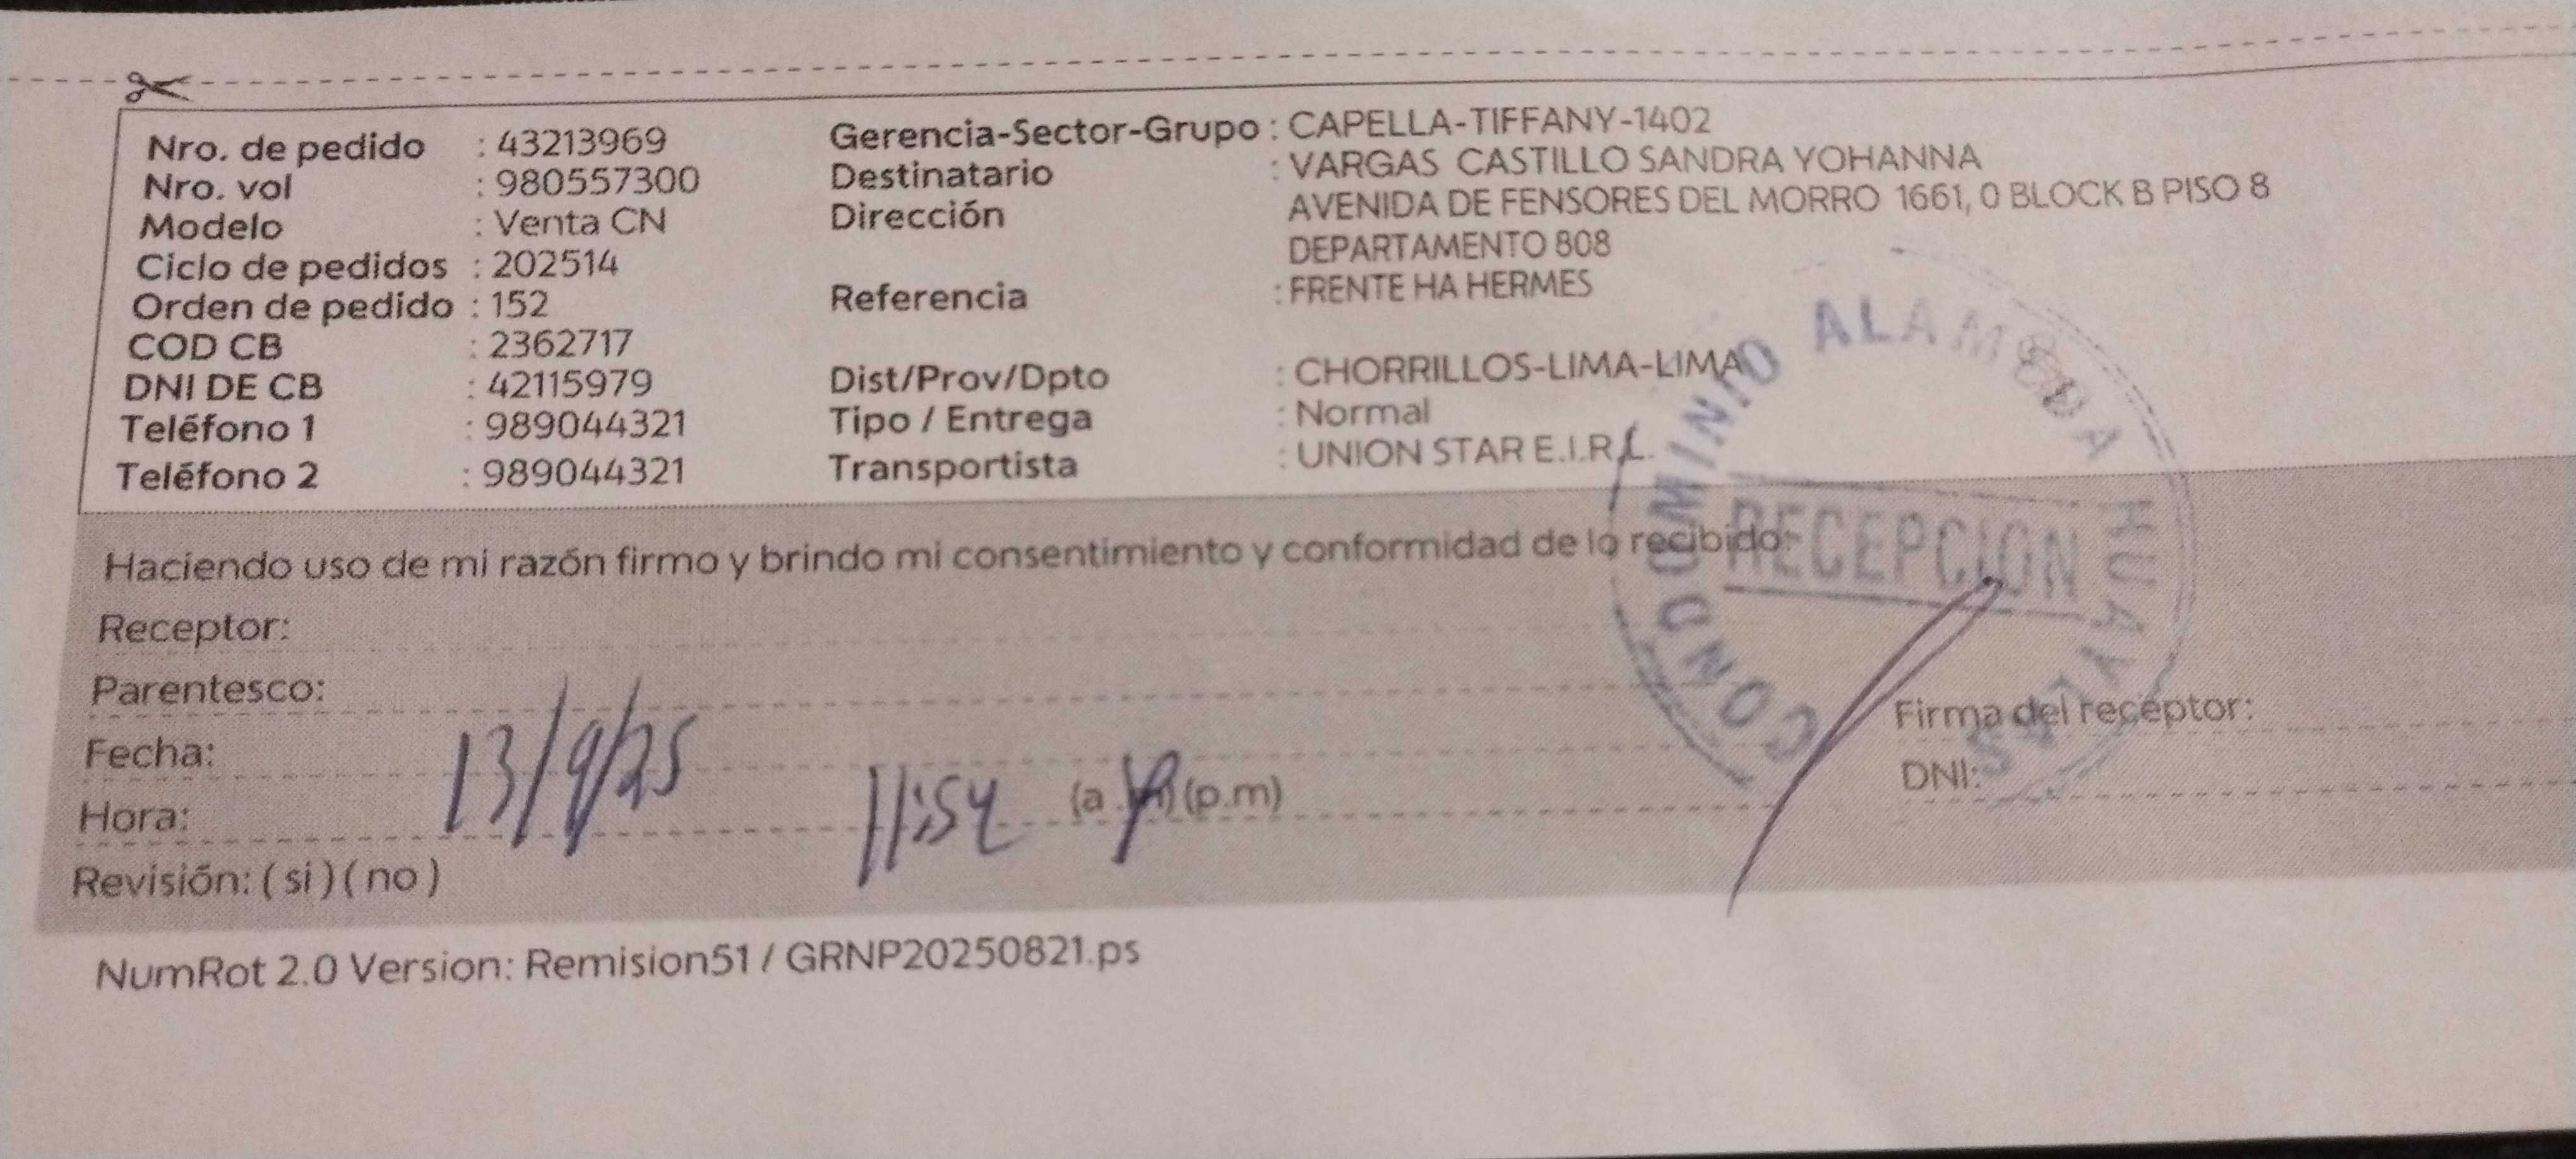 Nro. de pedido : 43213969
Nro. vol : 980557300
Modelo : Venta CN
Ciclo de pedidos : 202514
Orden de pedido : 152
COD CB : 2362717
DNI DE CB : 42115979
Teléfono 1 : 989044321
Teléfono 2 : 989044321
Gerencia-Sector-Grupo : CAPELLA-TIFFANY-1402
Destinatario : VARGAS CASTILLO SANDRA YOHANNA
Dirección AVENIDA DE FENSORES DEL MORRO 1661, 0 BLOCK B PISO 8
DEPARTAMENTO 808
Referencia : FRENTE HA HERMES
Dist/Prov/Dpto : CHORRILLOS-LIMA-LIMA
Tipo / Entrega : Normal
Transportista : UNION STAR E.I.R.L.
CONDOMINIO ALAMEDA HUAYLAS
RECEPCION
Haciendo uso de mi razón firmo y brindo mi consentimiento y conformidad de lo recibido
Receptor:
Parentesco:
Fecha: 13/9/25
Hora: 11:54 (a.m) (p.m)
Revisión: ( si ) ( no )
Firma del receptor:
DNI:
NumRot 2.0 Version: Remision51 / GRNP20250821.ps